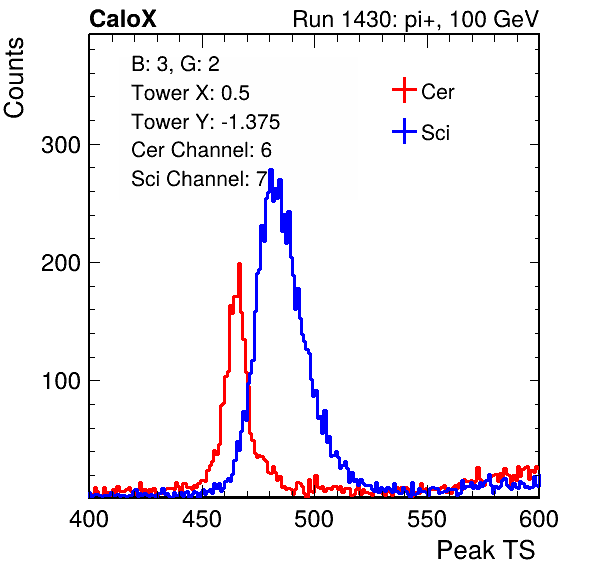 CaloX Run 1430: pi+, 100 GeV
Counts
B: 3, G: 2
Tower X: 0.5
Tower Y: -1.375
Cer Channel: 6
Sci Channel: 7
Cer
Sci
300
200
100
400 450 500 550 600
Peak TS